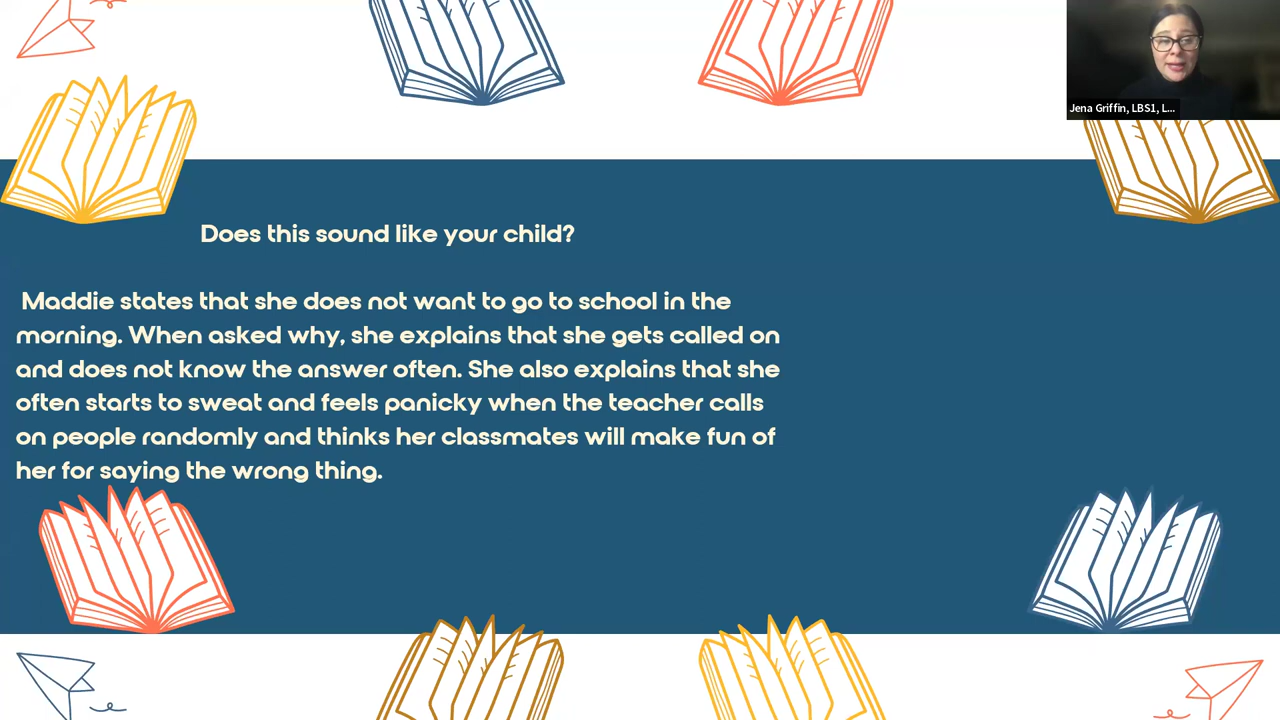 Jena Griffin, LBS1, L...
Does this sound like your child?
Maddie states that she does not want to go to school in the
morning. When asked why, she explains that she gets called on
and does not know the answer often. She also explains that she
often starts to sweat and feels panicky when the teacher calls
on people randomly and thinks her classmates will make fun of
her for saying the wrong thing.